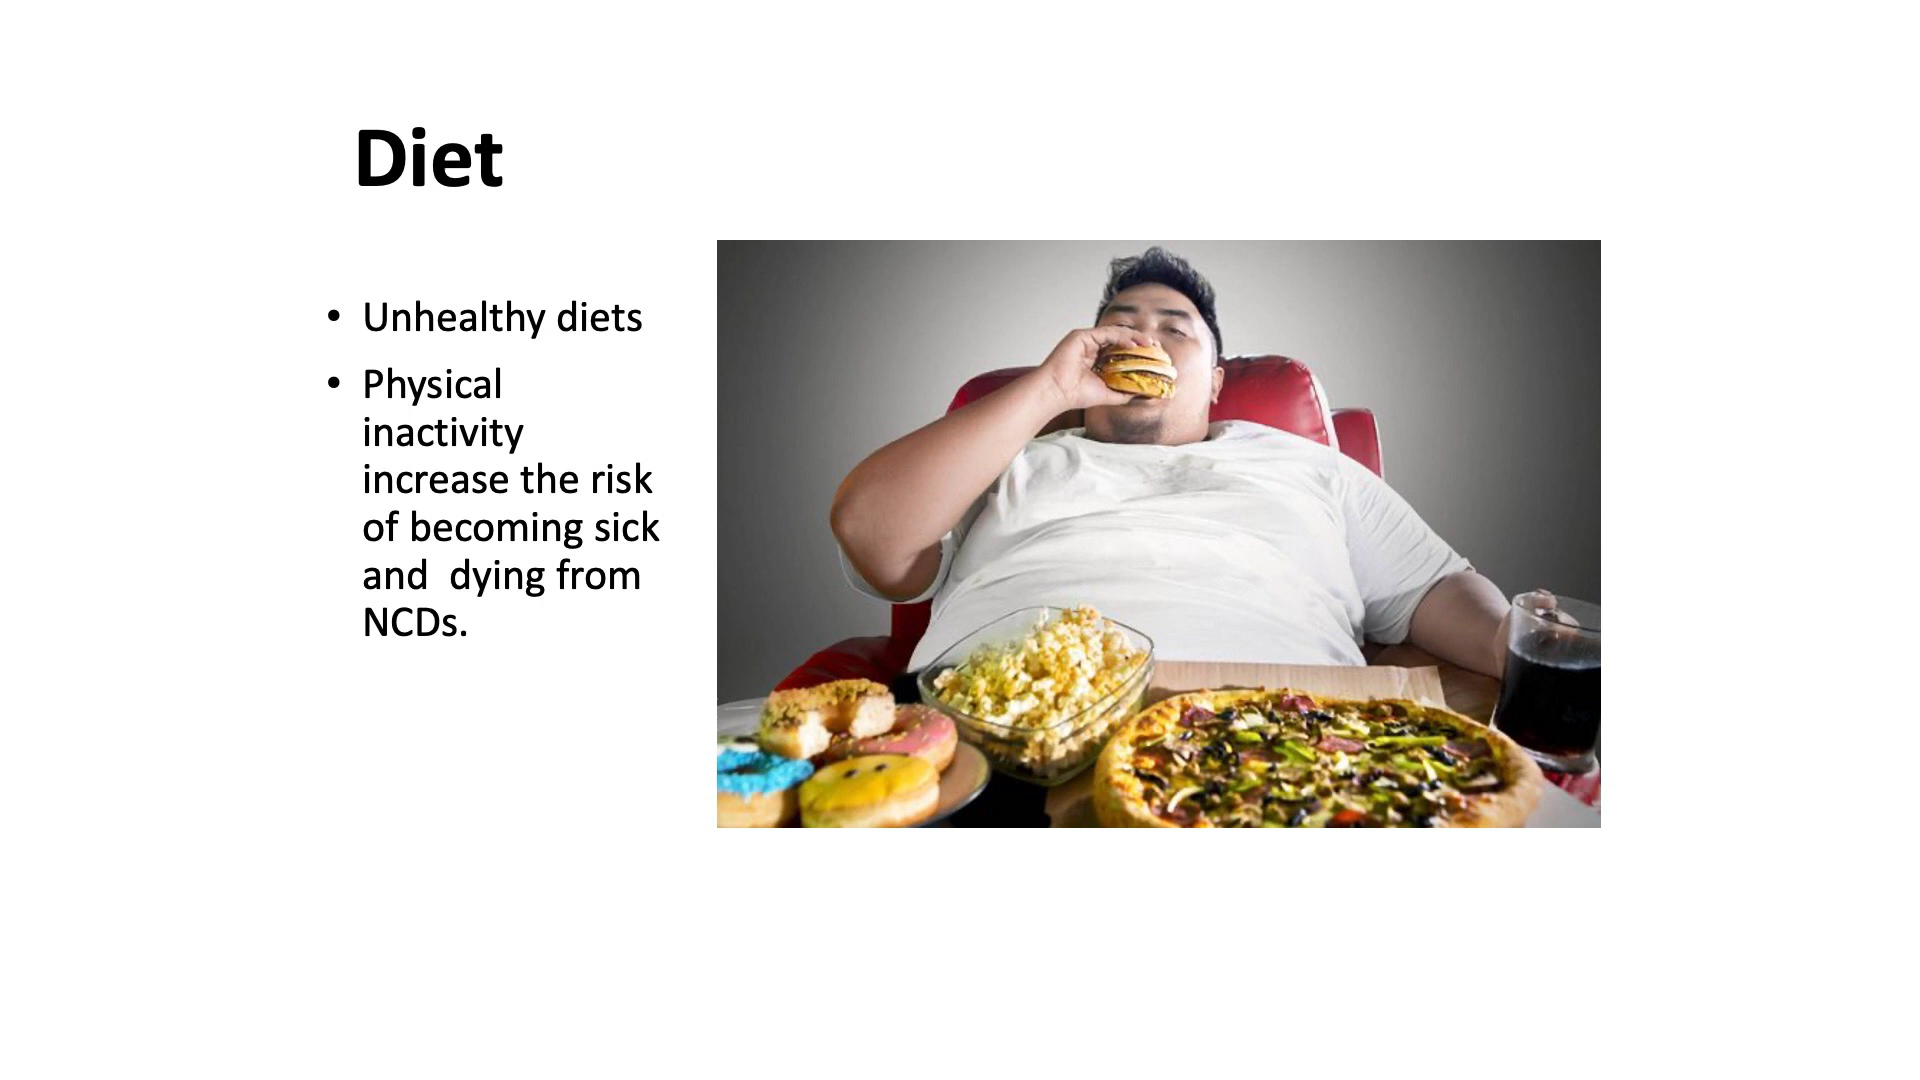 Diet
• Unhealthy diets
• Physical
inactivity
increase the risk
of becoming sick
and  dying from
NCDs.